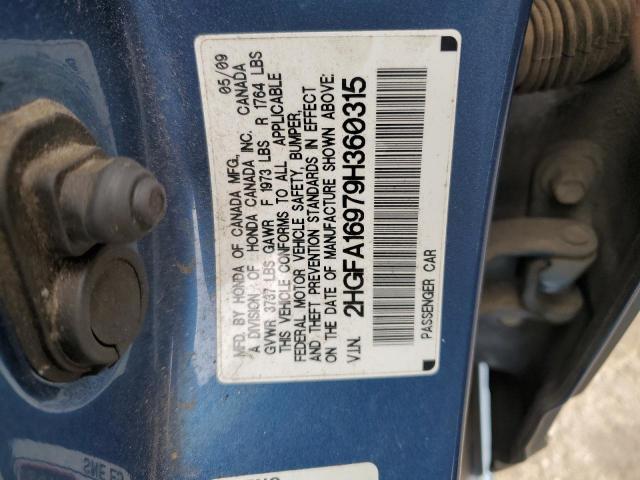 MFD. BY HONDA OF CANADA MFG. 05/09
A DIVISION OF HONDA CANADA INC. CANADA
GVWR 3737 LBS GAWR F 1973 LBS R 1764 LBS
THIS VEHICLE CONFORMS TO ALL APPLICABLE
FEDERAL MOTOR VEHICLE SAFETY, BUMPER,
AND THEFT PREVENTION STANDARDS IN EFFECT
ON THE DATE OF MANUFACTURE SHOWN ABOVE:
V.I.N. 2HGFA16979H360315
PASSENGER CAR